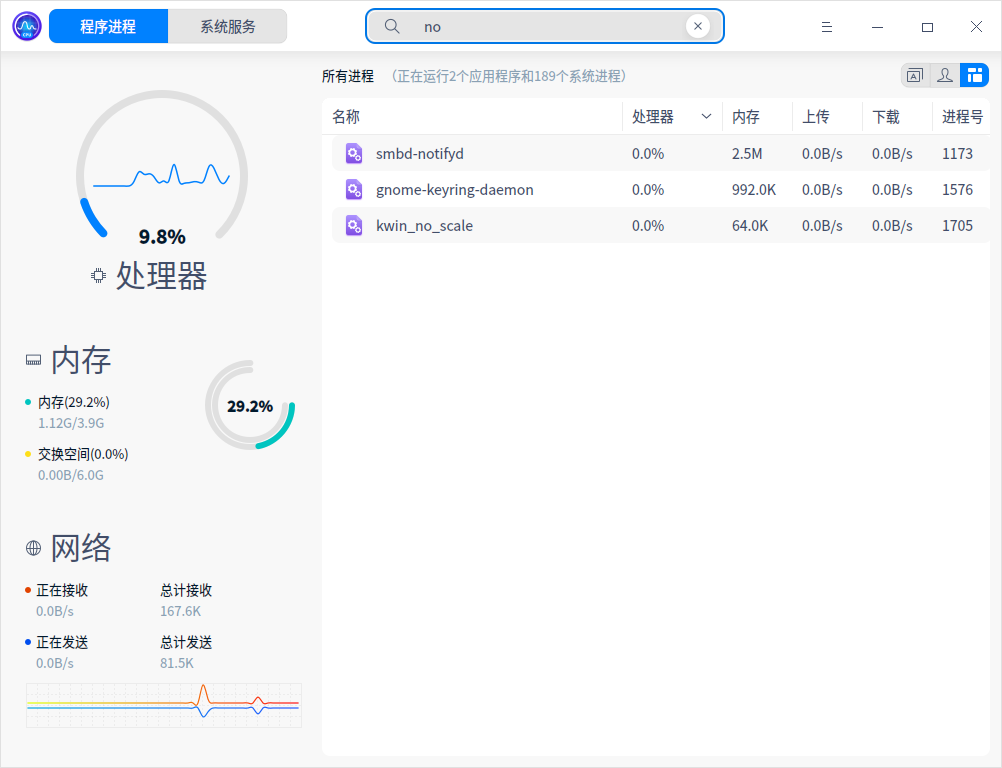 程序进程 系统服务 no
所有进程 （正在运行2个应用程序和189个系统进程）
名称 处理器 内存 上传 下载 进程号
smbd-notifyd 0.0% 2.5M 0.0B/s 0.0B/s 1173
gnome-keyring-daemon 0.0% 992.0K 0.0B/s 0.0B/s 1576
kwin_no_scale 0.0% 64.0K 0.0B/s 0.0B/s 1705
9.8%
处理器
内存
内存(29.2%)
1.12G/3.9G
29.2%
交换空间(0.0%)
0.00B/6.0G
网络
正在接收 总计接收
0.0B/s 167.6K
正在发送 总计发送
0.0B/s 81.5K